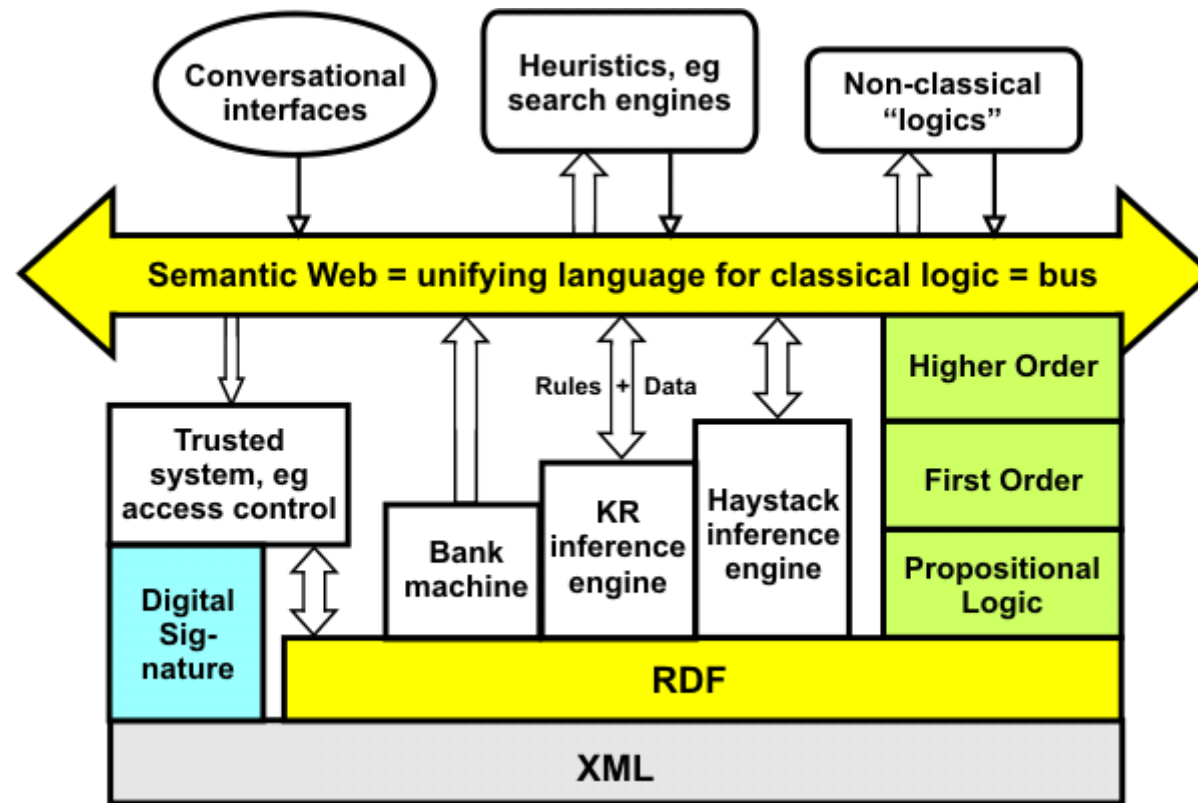 Conversational
interfaces
Heuristics, eg
search engines
Non-classical
“logics”
Semantic Web = unifying language for classical logic = bus
Rules + Data
Higher Order
Trusted
system, eg
access control
First Order
Haystack
inference
engine
KR
inference
engine
Bank
machine
Propositional
Logic
Digital
Sig-
nature
RDF
XML